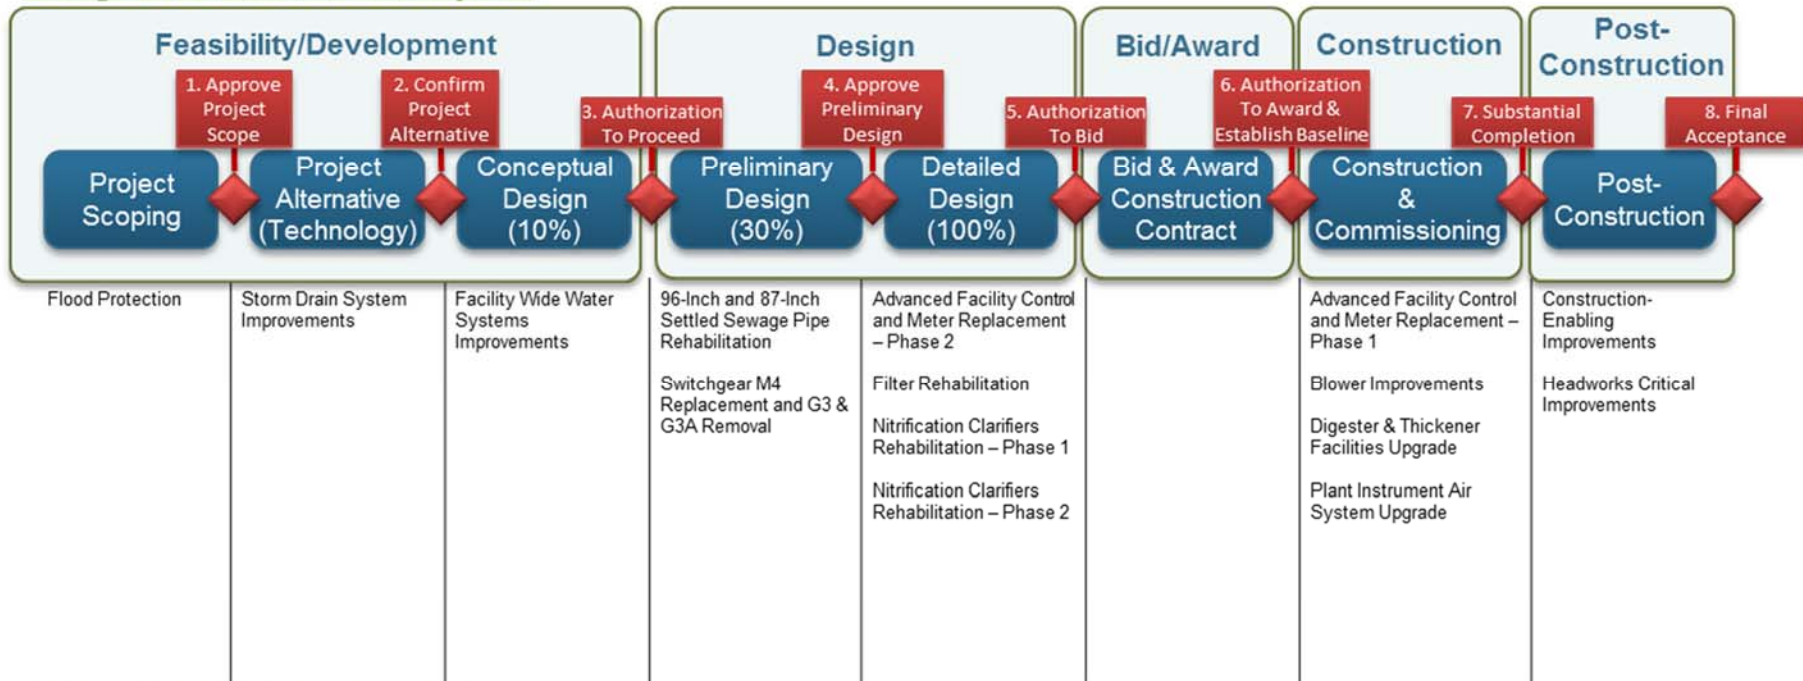 Feasibility/Development
1. Approve
Project
Scope
2. Confirm
Project
Alternative
3. Authorization
To Proceed
Project
Scoping
Project
Alternative
(Technology)
Conceptual
Design
(10%)
Design
4. Approve
Preliminary
Design
5. Authorization
To Bid
Preliminary
Design
(30%)
Detailed
Design
(100%)
Bid/Award
6. Authorization
To Award &
Establish Baseline
Bid & Award
Construction
Contract
Construction
7. Substantial
Completion
Construction
&
Commissioning
Post-
Construction
8. Final
Acceptance
Post-
Construction
Flood Protection
Storm Drain System
Improvements
Facility Wide Water
Systems
Improvements
96-Inch and 87-Inch
Settled Sewage Pipe
Rehabilitation
Switchgear M4
Replacement and G3 &
G3A Removal
Advanced Facility Control
and Meter Replacement
– Phase 2
Filter Rehabilitation
Nitrification Clarifiers
Rehabilitation – Phase 1
Nitrification Clarifiers
Rehabilitation – Phase 2
Advanced Facility Control
and Meter Replacement –
Phase 1
Blower Improvements
Digester & Thickener
Facilities Upgrade
Plant Instrument Air
System Upgrade
Construction-
Enabling
Improvements
Headworks Critical
Improvements